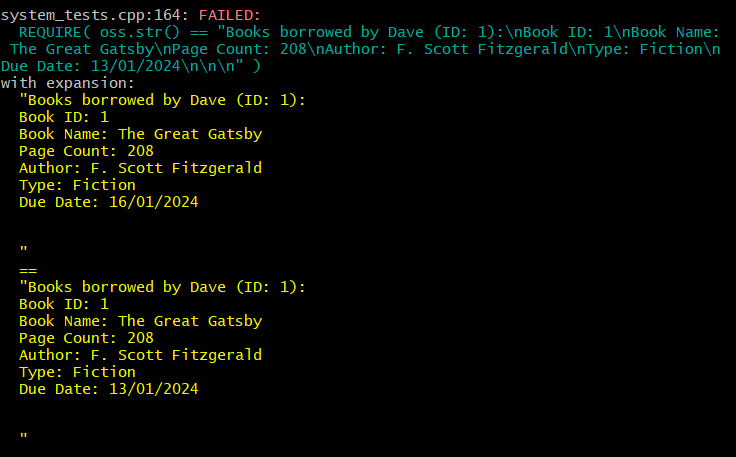 system_tests.cpp:164: FAILED:
REQUIRE( oss.str() == "Books borrowed by Dave (ID: 1):\nBook ID: 1\nBook Name:
The Great Gatsby\nPage Count: 208\nAuthor: F. Scott Fitzgerald\nType: Fiction\n
Due Date: 13/01/2024\n\n\n" )
with expansion:
"Books borrowed by Dave (ID: 1):
Book ID: 1
Book Name: The Great Gatsby
Page Count: 208
Author: F. Scott Fitzgerald
Type: Fiction
Due Date: 16/01/2024
"
==
"Books borrowed by Dave (ID: 1):
Book ID: 1
Book Name: The Great Gatsby
Page Count: 208
Author: F. Scott Fitzgerald
Type: Fiction
Due Date: 13/01/2024
"